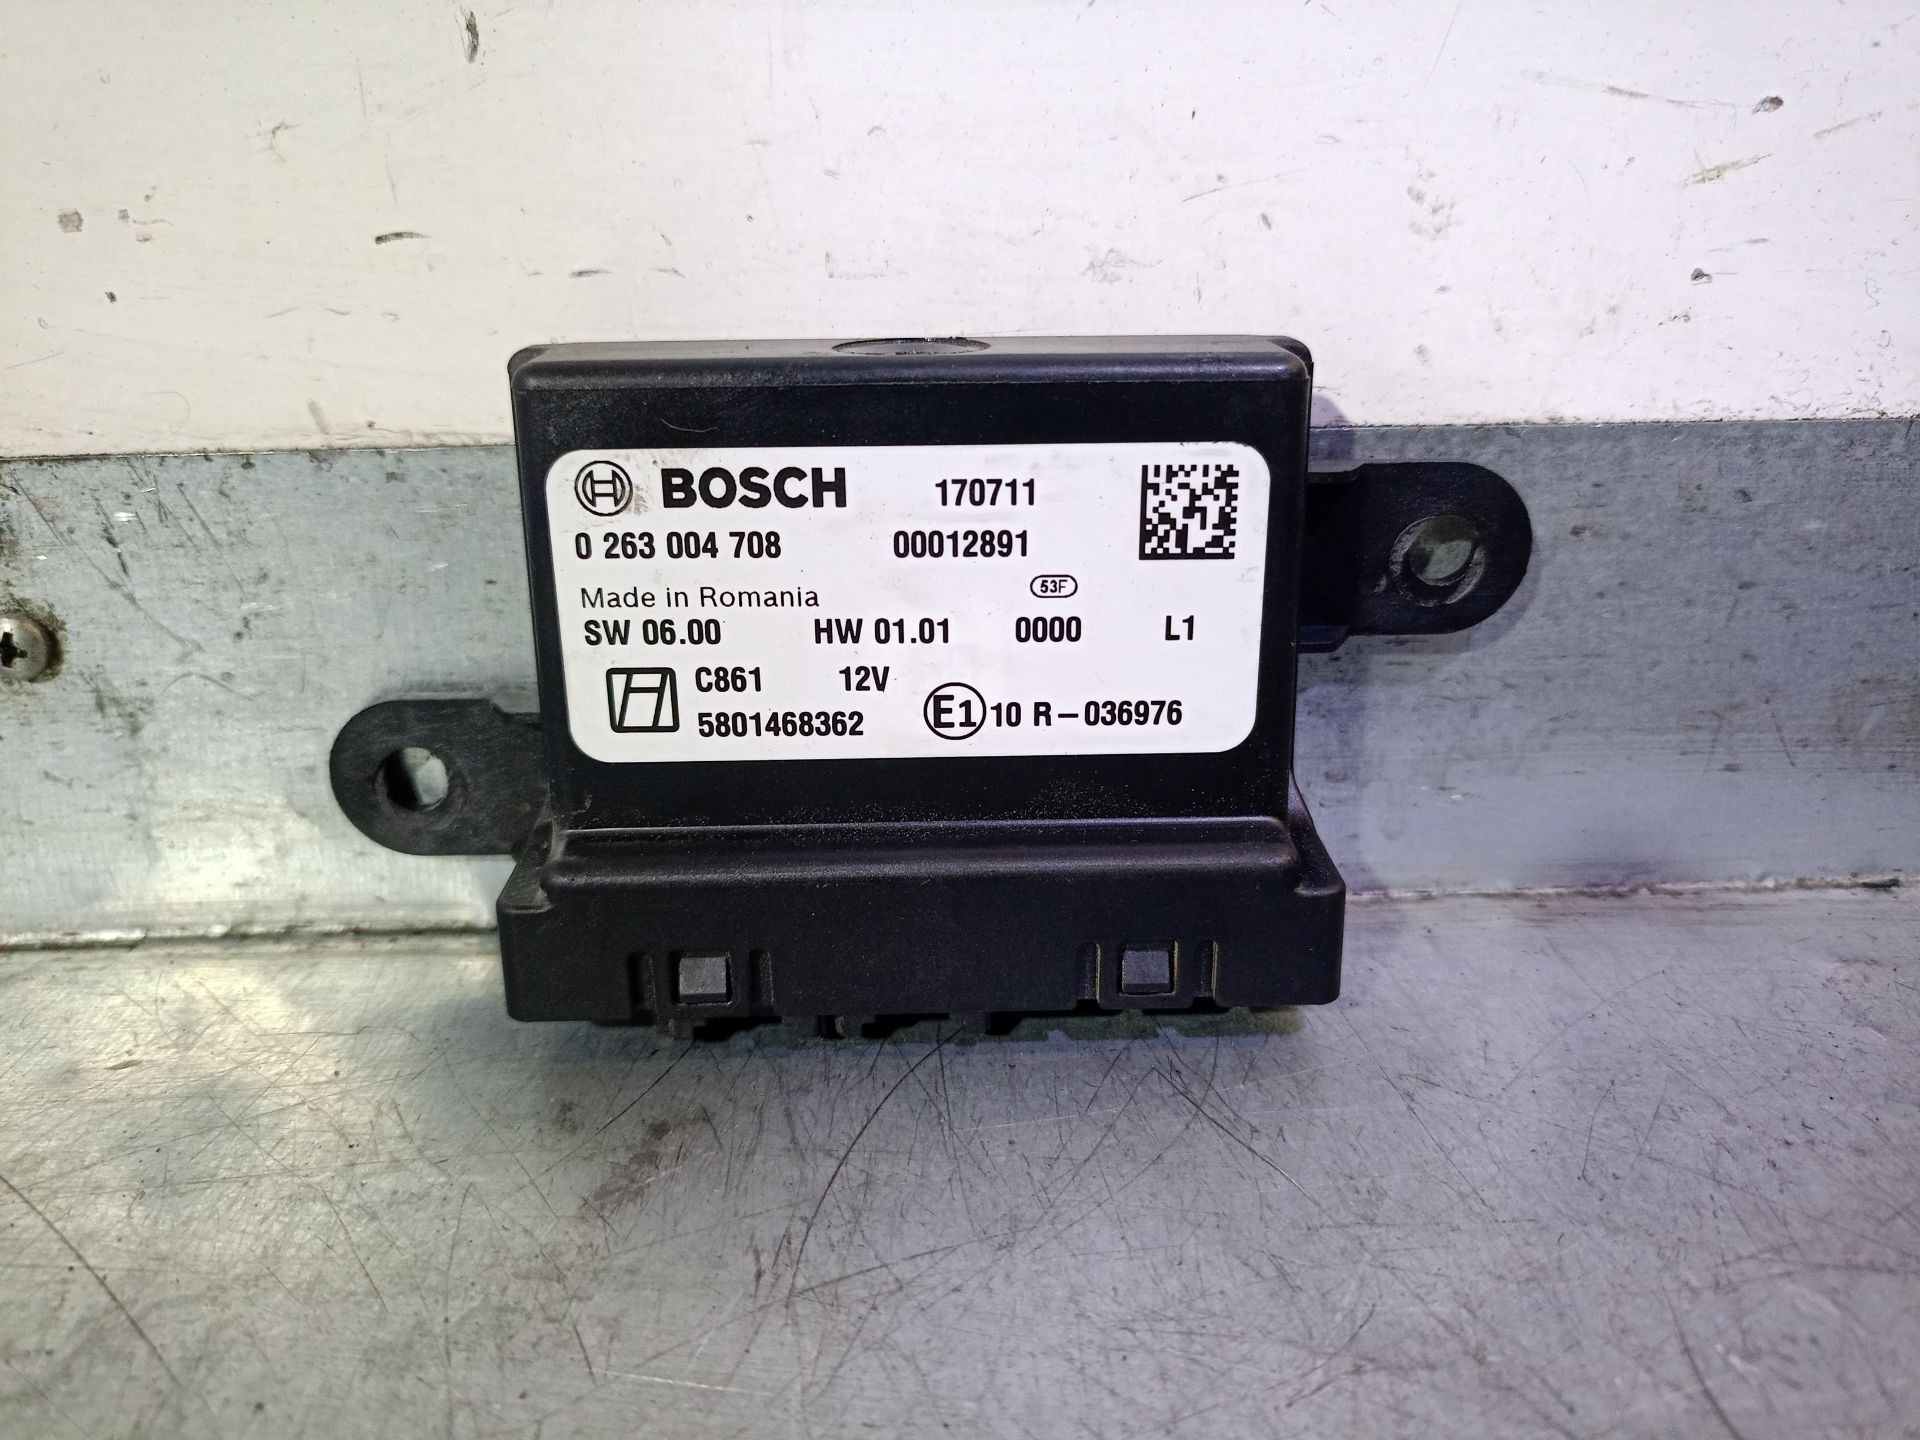 BOSCH 170711
0 263 004 708 00012891
Made in Romania 53F
SW 06.00 HW 01.01 0000 L1
C861 12V
5801468362 E1 10 R-036976